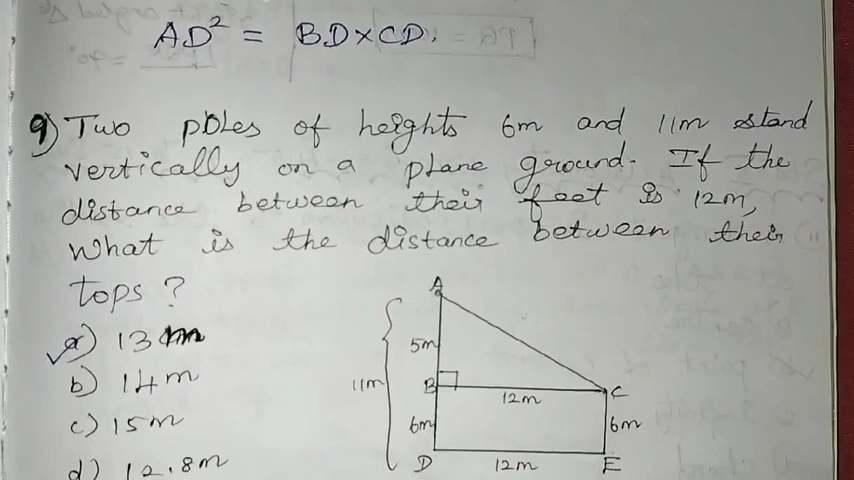 AD² = BD×CD.
9) Two poles of heights 6m and 11m stand
vertically on a plane ground. If the
distance between their feet is 12m,
What is the distance between their
tops?
a) 13m
b) 14m
c) 15m
d) 12.8m
A
5m
B
C
11m
12m
6m
6m
D
12m
E